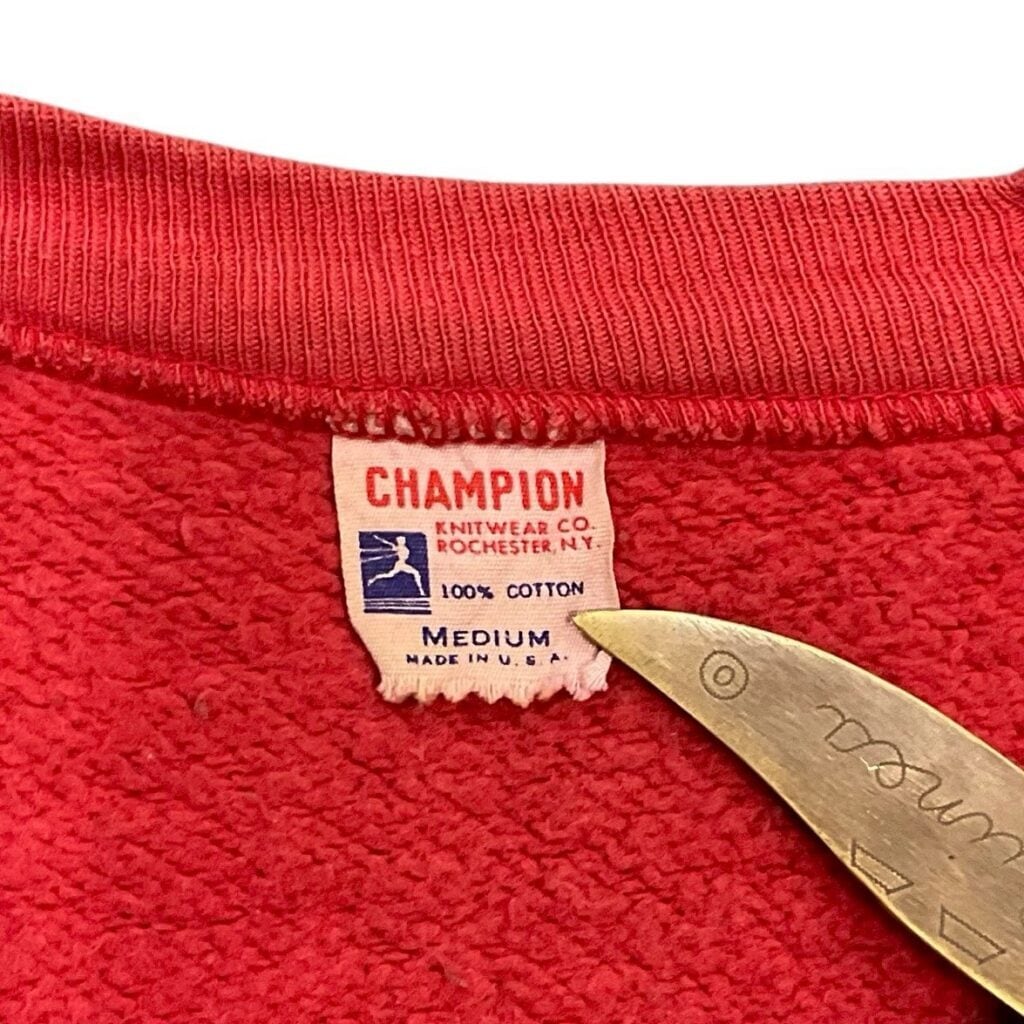 CHAMPION
KNITWEAR CO.
ROCHESTER, N.Y.
100% COTTON
MEDIUM
MADE IN U.S.A.